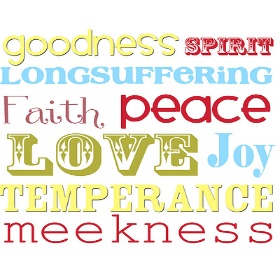 goodness SPIRIT
LONGSUFFERING
Faith peace
LOVE Joy
TEMPERANCE
meekness